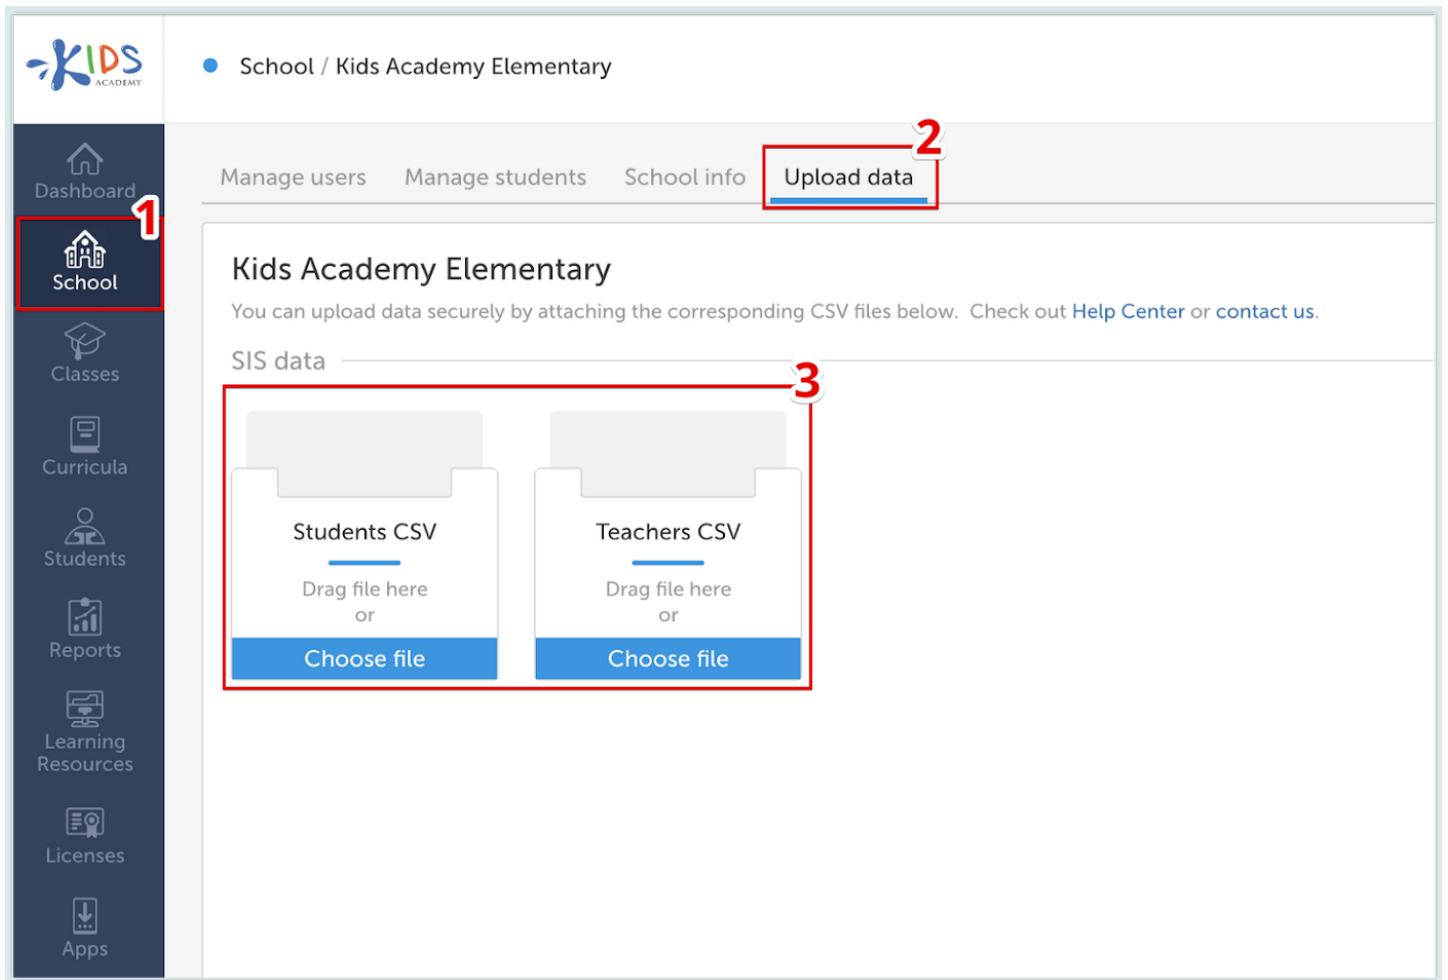 KIDS
ACADEMY
School / Kids Academy Elementary
Dashboard
1
School
Classes
Curricula
Students
Reports
Learning
Resources
Licenses
Apps
Manage users Manage students School info Upload data
2
Kids Academy Elementary
You can upload data securely by attaching the corresponding CSV files below. Check out Help Center or contact us.
SIS data
3
Students CSV
Drag file here
or
Choose file
Teachers CSV
Drag file here
or
Choose file